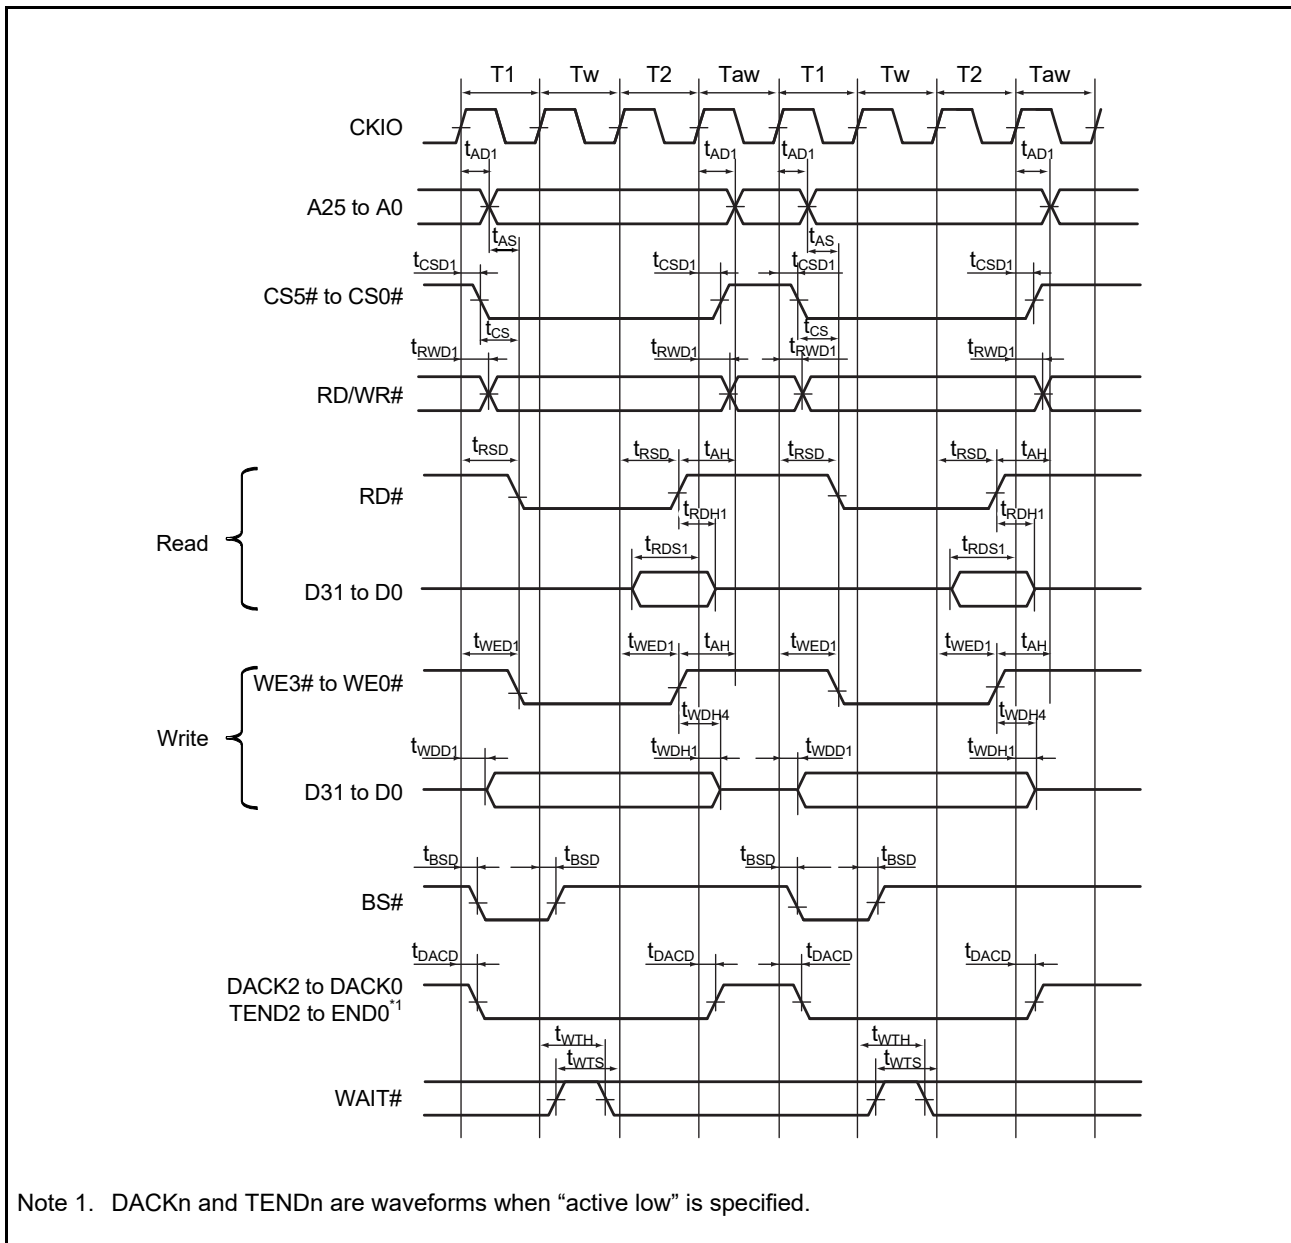 T1 Tw T2 Taw T1 Tw T2 Taw
CKIO
tAD1 tAD1 tAD1 tAD1
A25 to A0
tAS tAS
tCSD1 tCSD1 tCSD1 tCSD1
CS5# to CS0#
tCS tCS
tRWD1 tRWD1 tRWD1 tRWD1
RD/WR#
tRSD tRSD tAH tRSD tRSD tAH
RD#
tRDH1 tRDH1
Read
tRDS1 tRDS1
D31 to D0
tWED1 tWED1 tAH tWED1 tWED1 tAH
WE3# to WE0#
tWDH4 tWDH4
Write
tWDD1 tWDH1 tWDD1 tWDH1
D31 to D0
tBSD tBSD tBSD tBSD
BS#
tDACD tDACD tDACD tDACD
DACK2 to DACK0
TEND2 to END0*1
tWTH tWTH
tWTS tWTS
WAIT#
Note 1. DACKn and TENDn are waveforms when “active low” is specified.